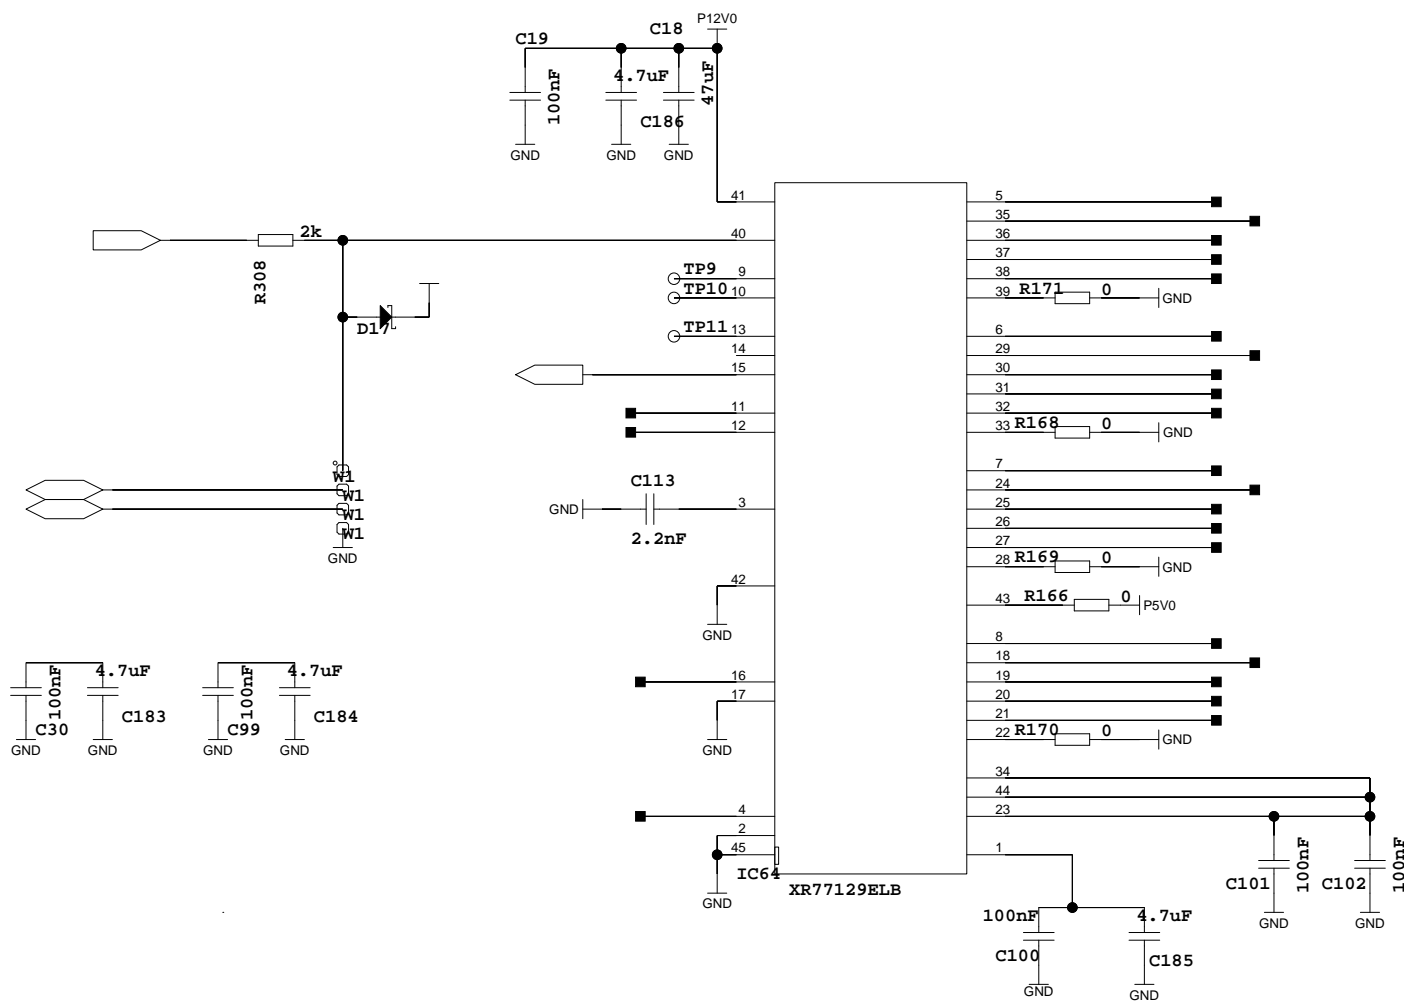 P12V0
C19
C18
4.7uF
100nF
47uF
C186
GND
GND
GND
41
5
35
2k
40
36
37
R308
TP9
9
38
TP10
10
39
R171
0
GND
D17
TP11
13
6
14
29
15
30
31
11
32
12
33
R168
0
GND
W1
7
C113
24
W1
GND
3
25
W1
2.2nF
26
W1
27
GND
28
R169
0
GND
42
43
R166
0
P5V0
GND
8
18
100nF
4.7uF
100nF
4.7uF
16
19
17
20
C30
C183
C99
C184
21
GND
GND
GND
GND
GND
22
R170
0
GND
34
44
4
23
2
45
1
IC64
XR77129ELB
GND
C101
100nF
C102
100nF
GND
GND
100nF
4.7uF
C100
C185
GND
GND